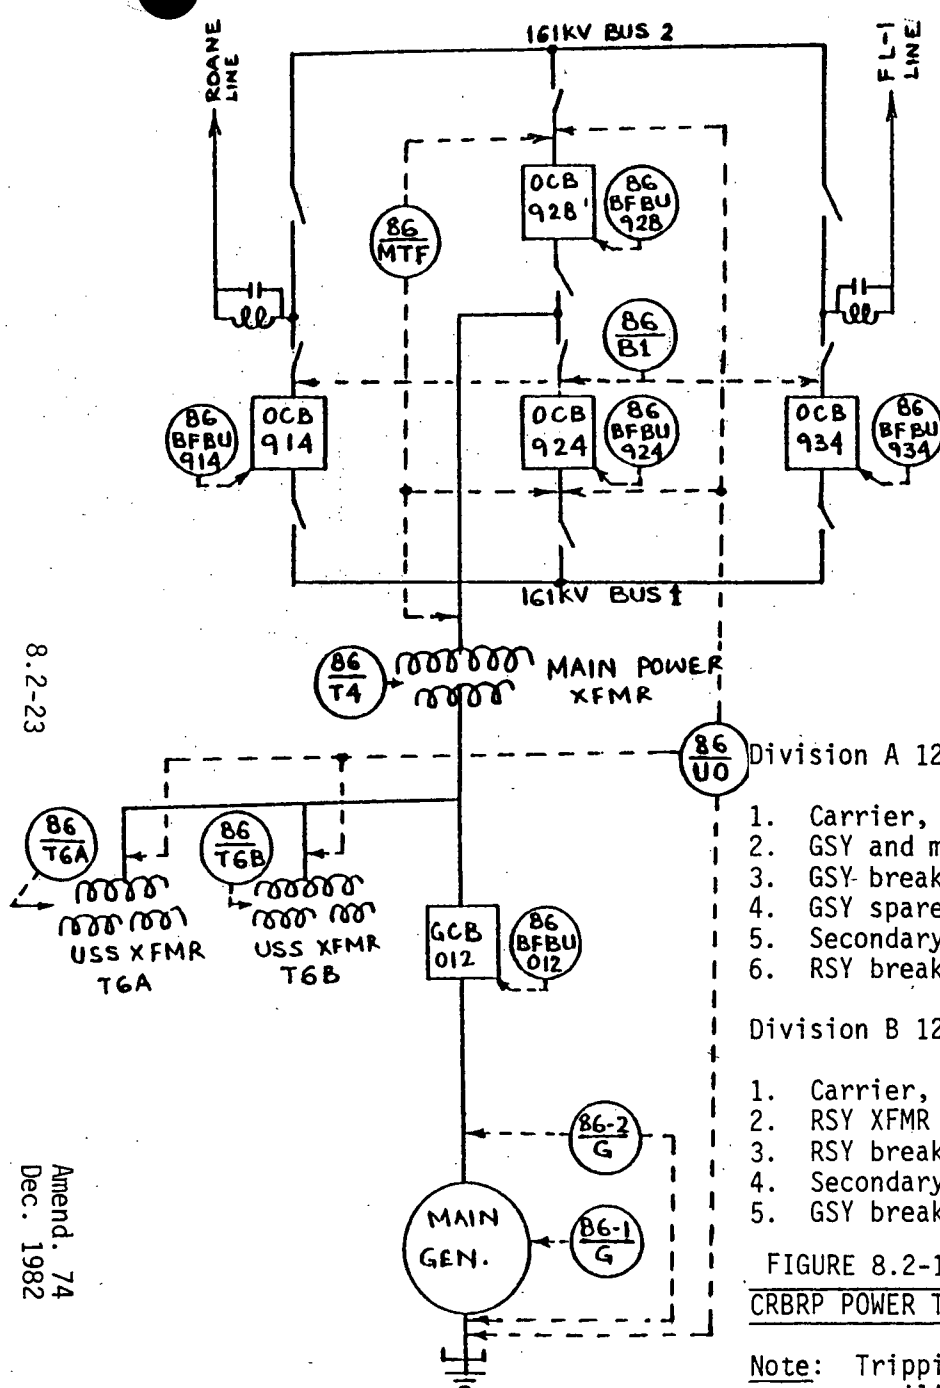 161KV BUS 2
ROANE
LINE
FL-1
LINE
OCB
928
86
BFBU
928
86
MTF
86
B1
86
BFBU
914
OCB
914
OCB
924
86
BFBU
924
OCB
934
86
BFBU
934
161KV BUS 1
86
T4
MAIN POWER
XFMR
86
UO
86
T6A
86
T6B
USS XFMR
T6A
USS XFMR
T6B
GCB
012
86
BFBU
012
86-2
G
86-1
G
MAIN
GEN.
8.2-23
Amend. 74
Dec. 1982
Division A 12
1. Carrier,
2. GSY and m
3. GSY break
4. GSY spare
5. Secondary
6. RSY break
Division B 12
1. Carrier,
2. RSY XFMR
3. RSY break
4. Secondary
5. GSY break
FIGURE 8.2-1
CRBRP POWER T
Note: Trippi